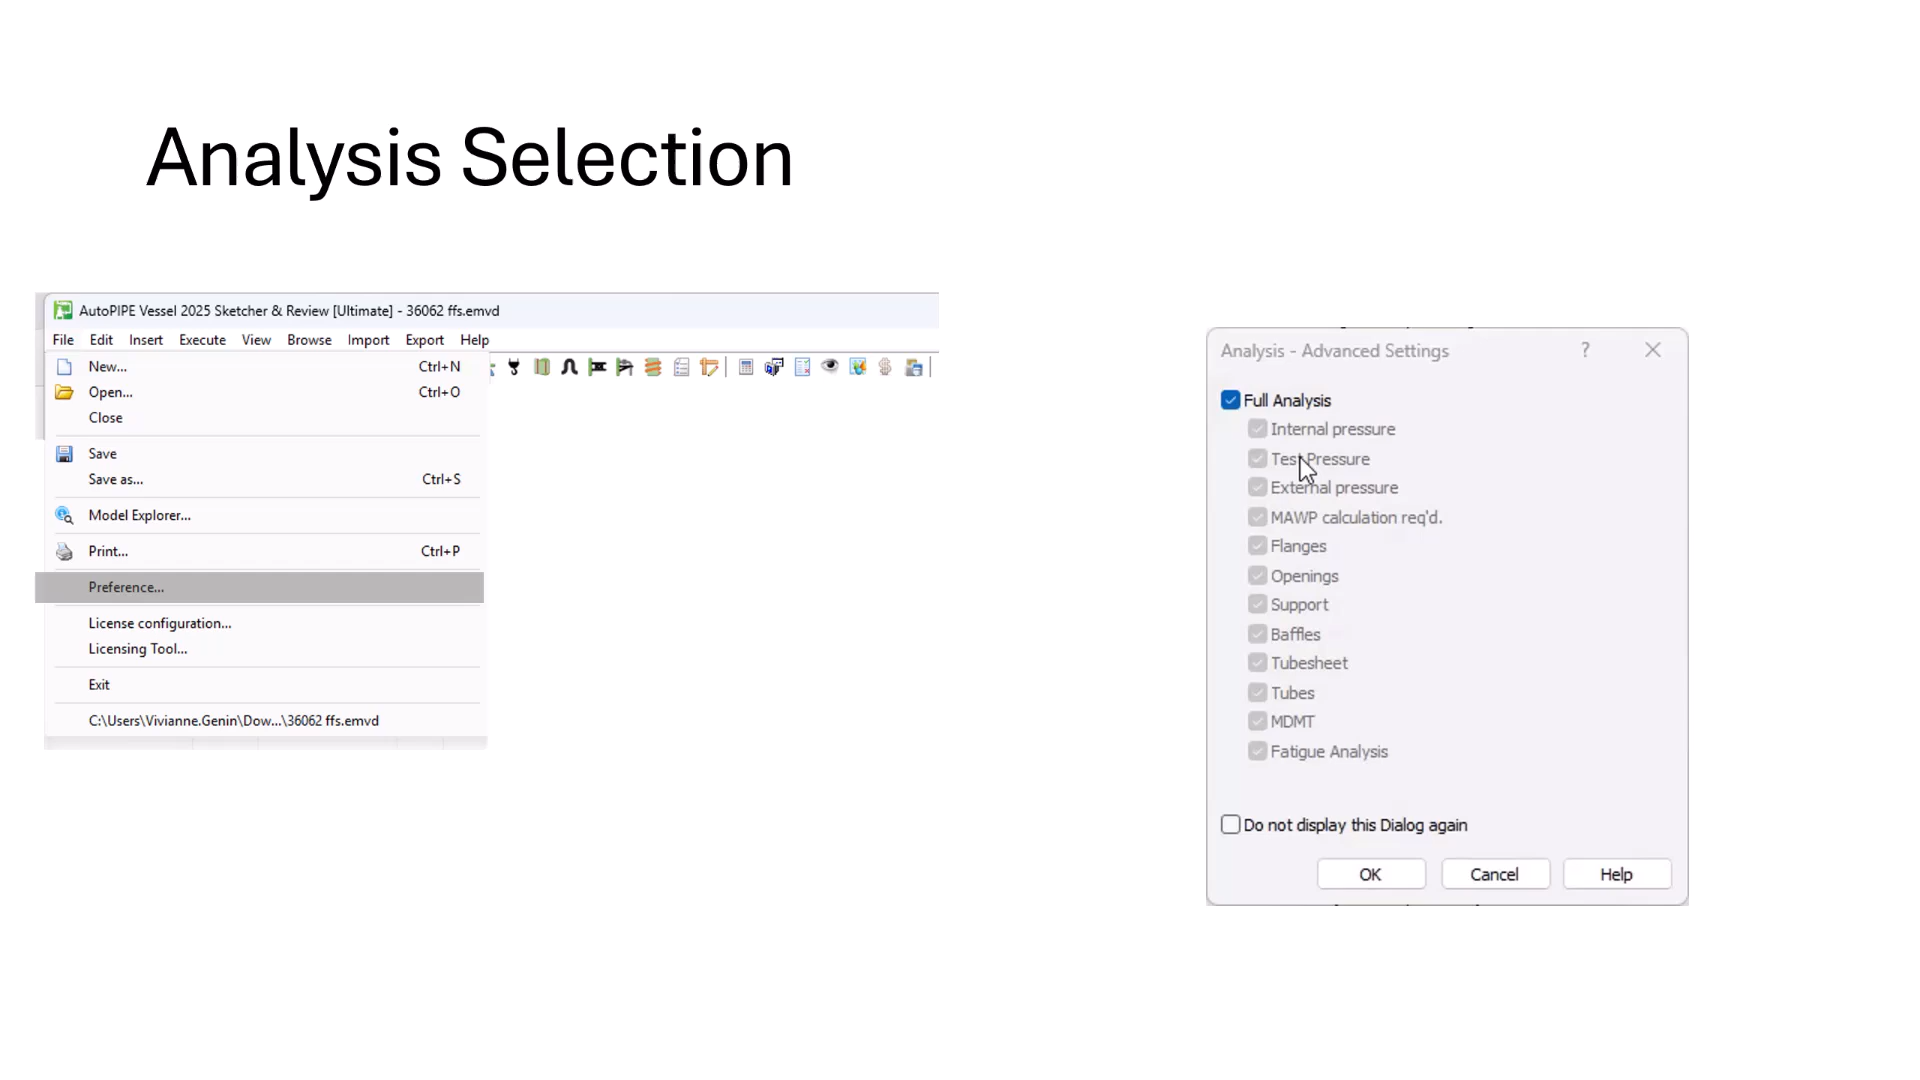 Analysis Selection
AutoPIPE Vessel 2025 Sketcher & Review [Ultimate] - 36062 ffs.emvd
File Edit Insert Execute View Browse Import Export Help
New... Ctrl+N
Open... Ctrl+O
Close
Save
Save as... Ctrl+S
Model Explorer...
Print... Ctrl+P
Preference...
License configuration...
Licensing Tool...
Exit
C:\Users\Vivianne.Genin\Dow...\36062 ffs.emvd
Analysis - Advanced Settings ?
Full Analysis
Internal pressure
Test Pressure
External pressure
MAWP calculation req'd.
Flanges
Openings
Support
Baffles
Tubesheet
Tubes
MDMT
Fatigue Analysis
Do not display this Dialog again
OK Cancel Help